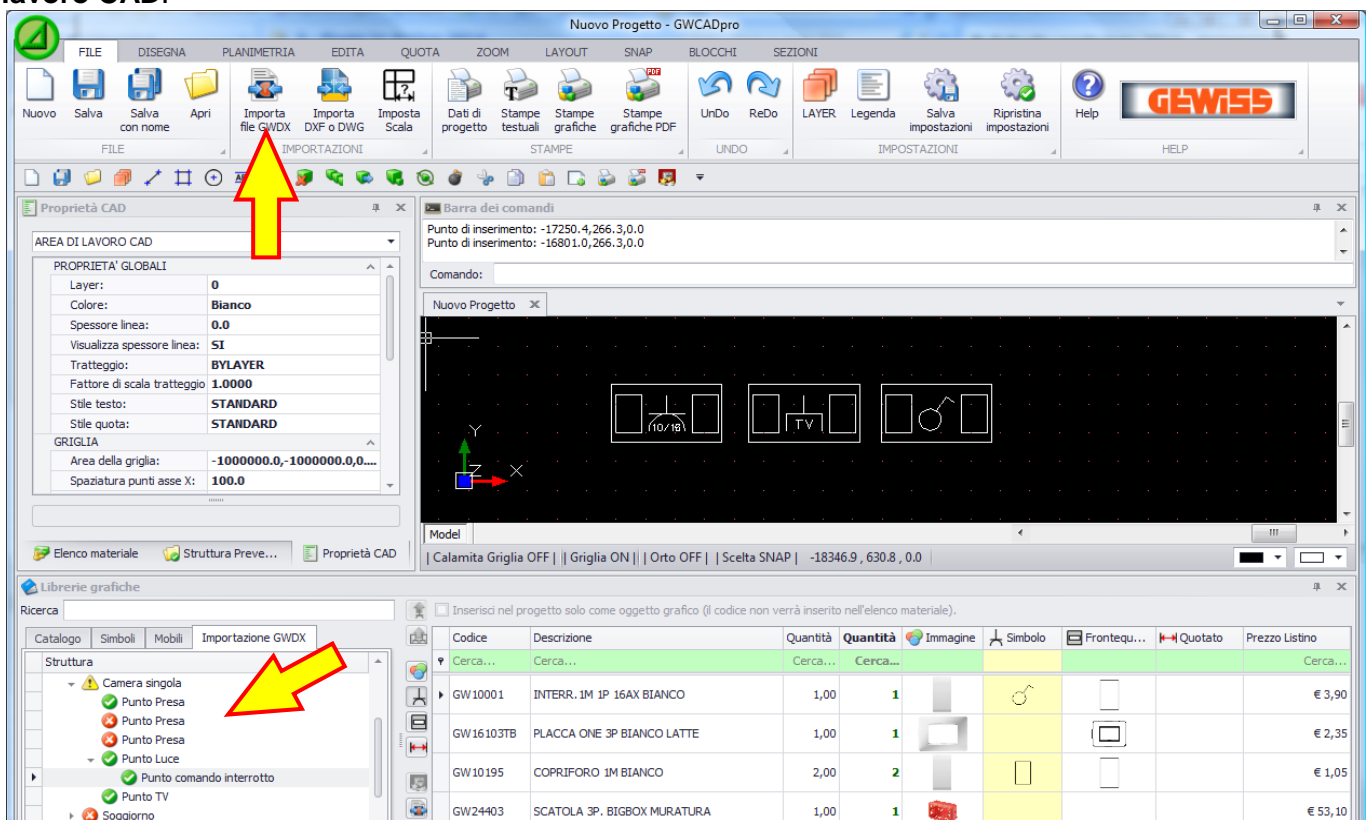 lavoro CAD.
Nuovo Progetto - GWCADpro
FILE DISEGNA PLANIMETRIA EDITA QUOTA ZOOM LAYOUT SNAP BLOCCHI SEZIONI
Nuovo Salva Salva con nome Apri Importa file GWDX Importa DXF o DWG Imposta Scala Dati di progetto Stampe testuali Stampe grafiche Stampe grafiche PDF UnDo ReDo LAYER Legenda Salva impostazioni Ripristina impostazioni Help GEWISS
FILE IMPORTAZIONI STAMPE UNDO IMPOSTAZIONI HELP
Proprietà CAD
AREA DI LAVORO CAD
PROPRIETA' GLOBALI
Layer: 0
Colore: Bianco
Spessore linea: 0.0
Visualizza spessore linea: SI
Tratteggio: BYLAYER
Fattore di scala tratteggio 1.0000
Stile testo: STANDARD
Stile quota: STANDARD
GRIGLIA
Area della griglia: -1000000.0,-1000000.0,0....
Spaziatura punti asse X: 100.0
Elenco materiale Struttura Preve... Proprietà CAD
Barra dei comandi
Punto di inserimento: -17250.4,266.3,0.0
Punto di inserimento: -16801.0,266.3,0.0
Comando:
Nuovo Progetto
10/16 TV
Y
Z X
Model
| Calamita Griglia OFF | | Griglia ON | | Orto OFF | | Scelta SNAP | -18346.9 , 630.8 , 0.0
Librerie grafiche
Ricerca
Catalogo Simboli Mobili Importazione GWDX
Struttura
Camera singola
Punto Presa
Punto Presa
Punto Presa
Punto Luce
Punto comando interrotto
Punto TV
Soggiorno
Inserisci nel progetto solo come oggetto grafico (il codice non verrà inserito nell'elenco materiale).
Codice Descrizione Quantità Quantità Immagine Simbolo Frontequ... Quotato Prezzo Listino
Cerca... Cerca... Cerca... Cerca... Cerca...
GW10001 INTERR. 1M 1P 16AX BIANCO 1,00 1 € 3,90
GW16103TB PLACCA ONE 3P BIANCO LATTE 1,00 1 € 2,35
GW10195 COPRIFORO 1M BIANCO 2,00 2 € 1,05
GW24403 SCATOLA 3P. BIGBOX MURATURA 1,00 1 € 53,10